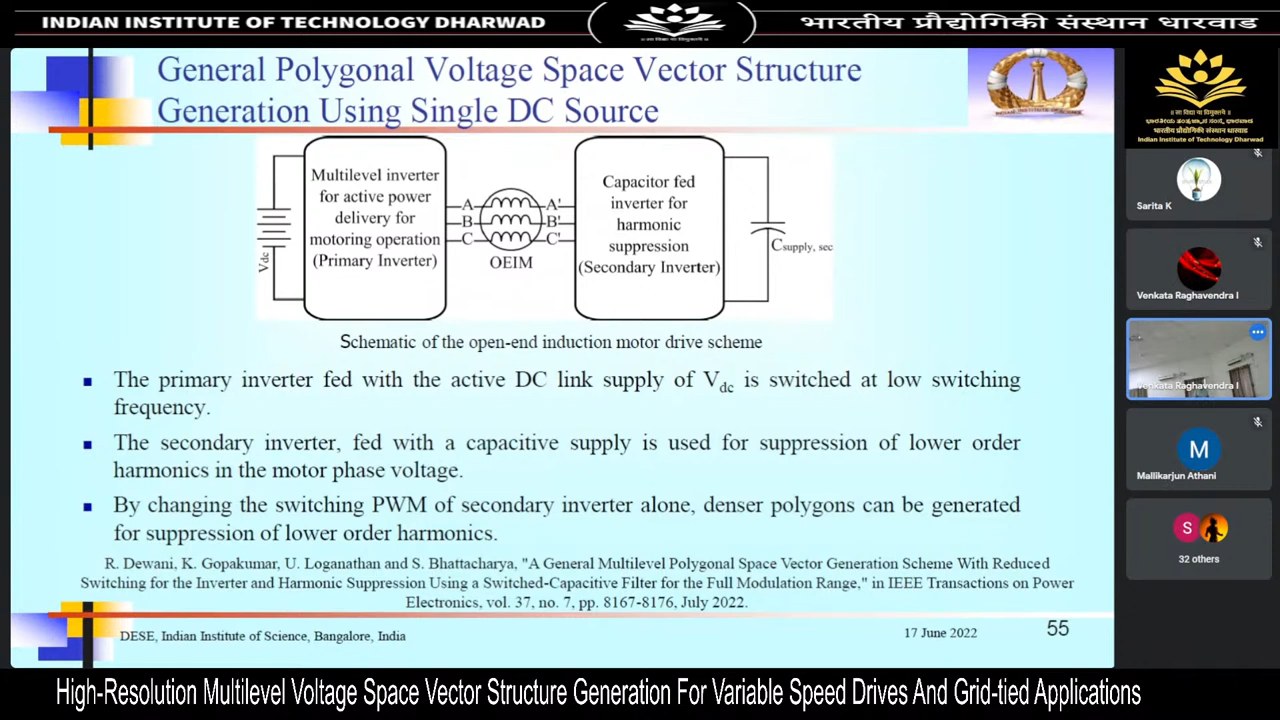 INDIAN INSTITUTE OF TECHNOLOGY DHARWAD
भारतीय प्रौद्योगिकी संस्थान धारवाड
General Polygonal Voltage Space Vector Structure
Generation Using Single DC Source
Multilevel inverter
for active power
delivery for
motoring operation
(Primary Inverter)
Vdc
A
B
C
A'
B'
C'
OEIM
Capacitor fed
inverter for
harmonic
suppression
(Secondary Inverter)
Csupply, sec
Schematic of the open-end induction motor drive scheme
The primary inverter fed with the active DC link supply of Vdc is switched at low switching
frequency.
The secondary inverter, fed with a capacitive supply is used for suppression of lower order
harmonics in the motor phase voltage.
By changing the switching PWM of secondary inverter alone, denser polygons can be generated
for suppression of lower order harmonics.
R. Dewani, K. Gopakumar, U. Loganathan and S. Bhattacharya, "A General Multilevel Polygonal Space Vector Generation Scheme With Reduced
Switching for the Inverter and Harmonic Suppression Using a Switched-Capacitive Filter for the Full Modulation Range," in IEEE Transactions on Power
Electronics, vol. 37, no. 7, pp. 8167-8176, July 2022.
DESE, Indian Institute of Science, Bangalore, India
17 June 2022
55
भारतीय प्रौद्योगिकी संस्थान धारवाड
Indian Institute of Technology Dharwad
Sarita K
Venkata Raghavendra I
Venkata Raghavendra I
M
Mallikarjun Athani
S
32 others
High-Resolution Multilevel Voltage Space Vector Structure Generation For Variable Speed Drives And Grid-tied Applications